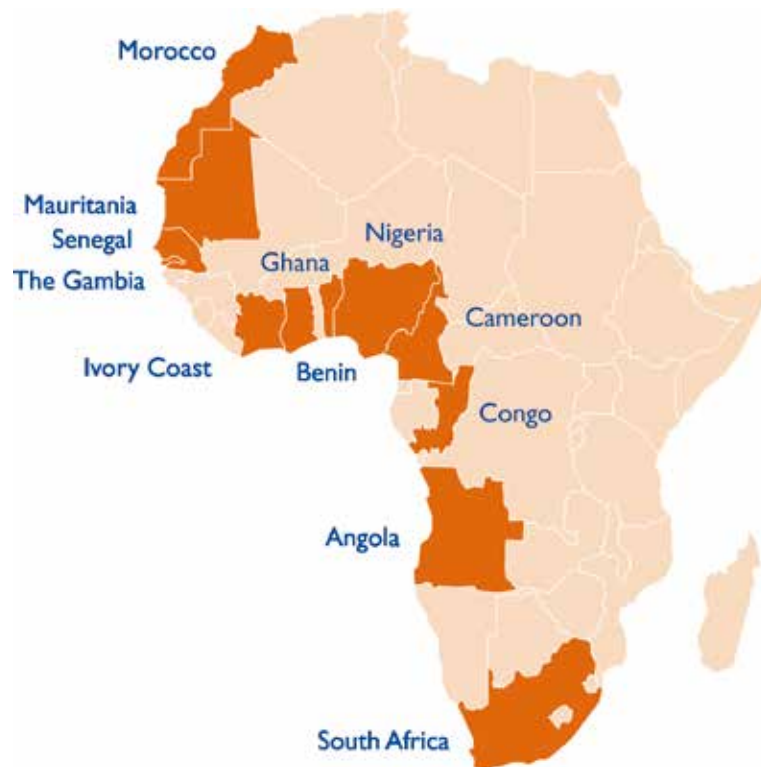 Morocco
Mauritania
Senegal
The Gambia
Nigeria
Ghana
Cameroon
Ivory Coast
Benin
Congo
Angola
South Africa